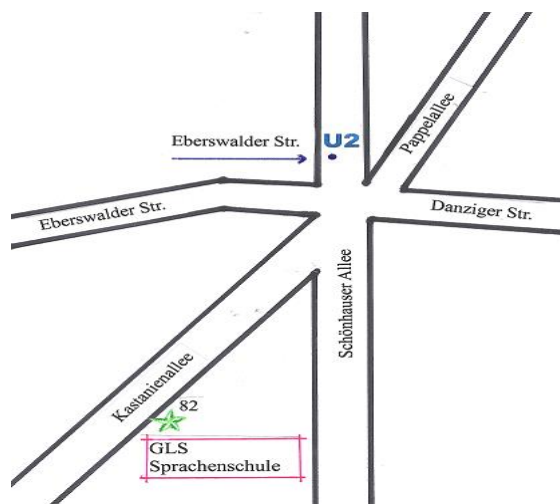 Eberswalder Str.
U2
Pappelallee
Eberswalder Str.
Danziger Str.
Schönhauser Allee
Kastanienallee
82
GLS
Sprachenschule